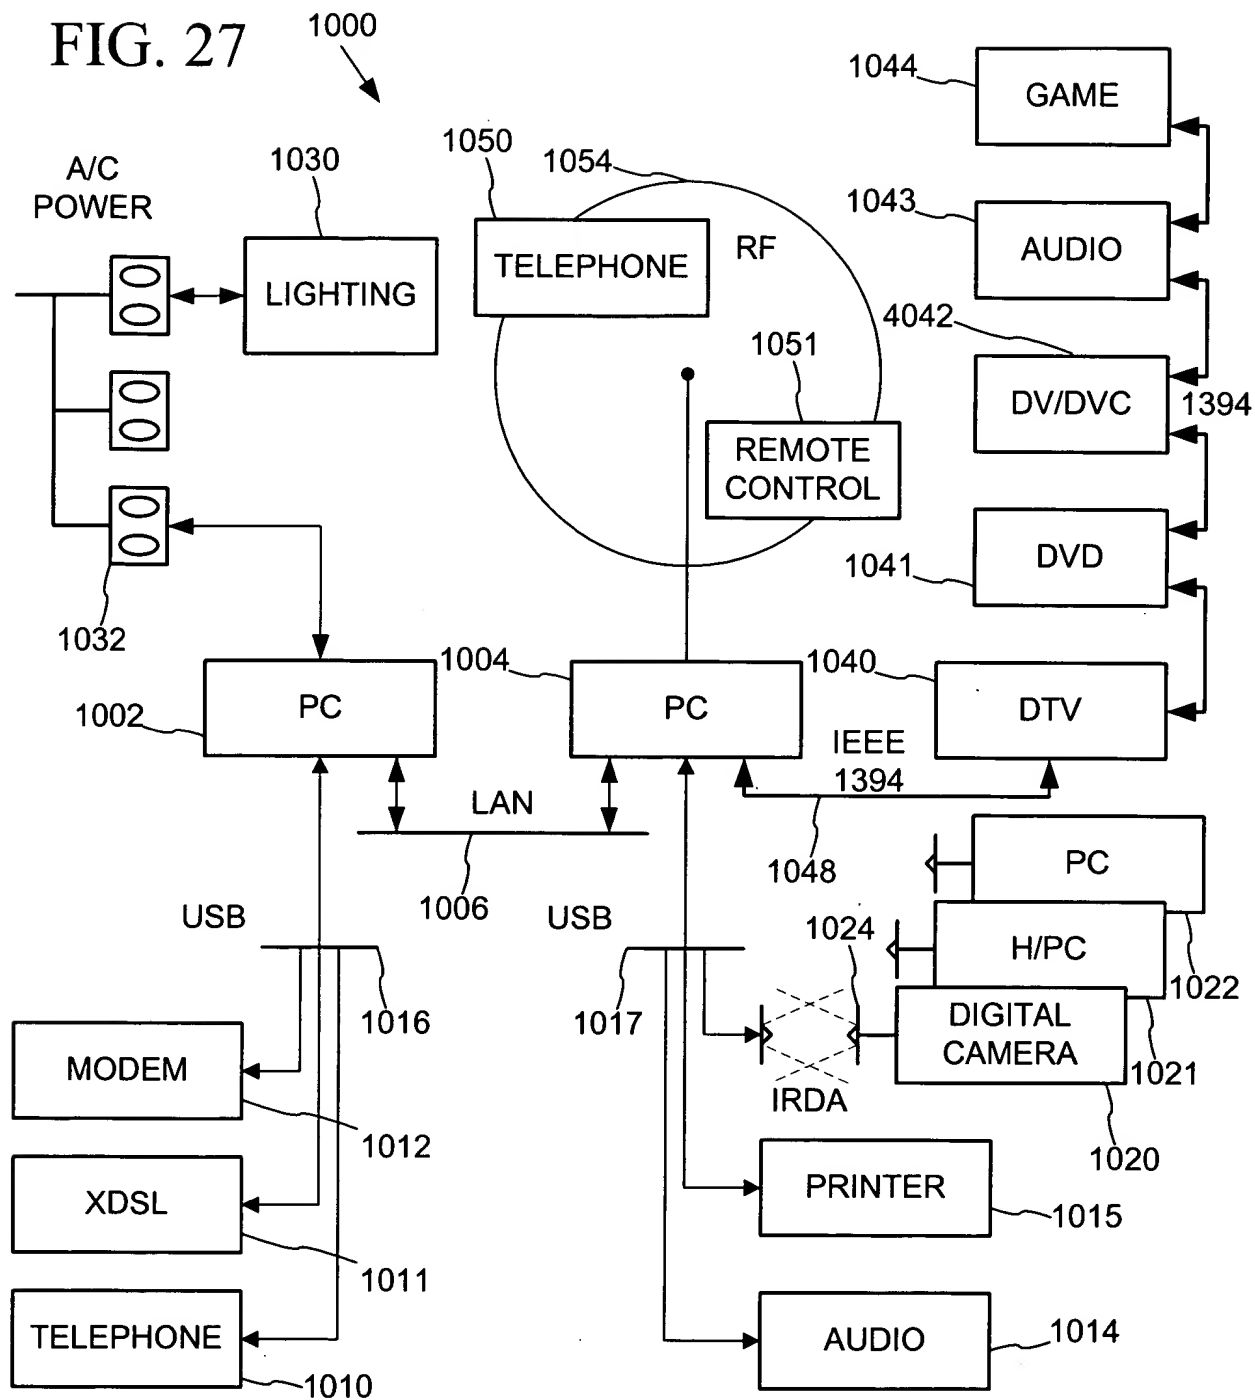 FIG. 27
1000
1044
GAME
A/C
POWER
1030
LIGHTING
1050
1054
TELEPHONE
RF
1043
AUDIO
4042
DV/DVC
1394
1051
REMOTE
CONTROL
1041
DVD
1032
1002
PC
1004
PC
1040
DTV
IEEE
1394
LAN
1048
1006
PC
1022
H/PC
1021
USB
USB
1024
DIGITAL
CAMERA
1020
1016
1017
IRDA
MODEM
1012
XDSL
1011
TELEPHONE
1010
PRINTER
1015
AUDIO
1014